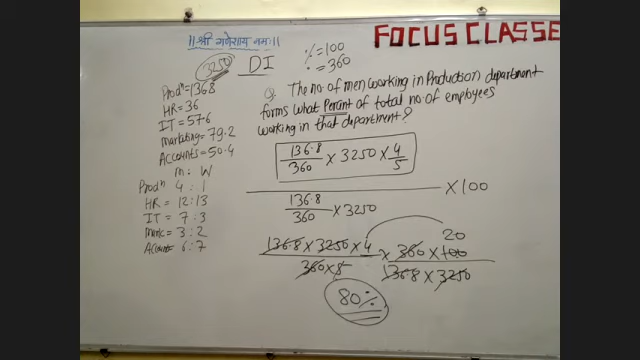 ।। श्री गणेशाय नमः ।।
FOCUS CLASSE
3250
DI
% = 100
° = 360
Prodⁿ = 136.8
HR = 36
IT = 57.6
Marketing = 79.2
Accounts = 50.4
M : W
Prodⁿ 4 : 1
HR = 12:13
IT = 7 : 3
= 3 : 2
Account = 6 : 7
Q. The no. of men working in Production department
forms what Percent of total no. of employees
working in that department?
136.8/360 × 3250 × 4/5
136.8/360 × 3250
× 100
136.8 × 3250 × 4 / 360 × 5 × 360 × 100 / 136.8 × 3250
20
80%